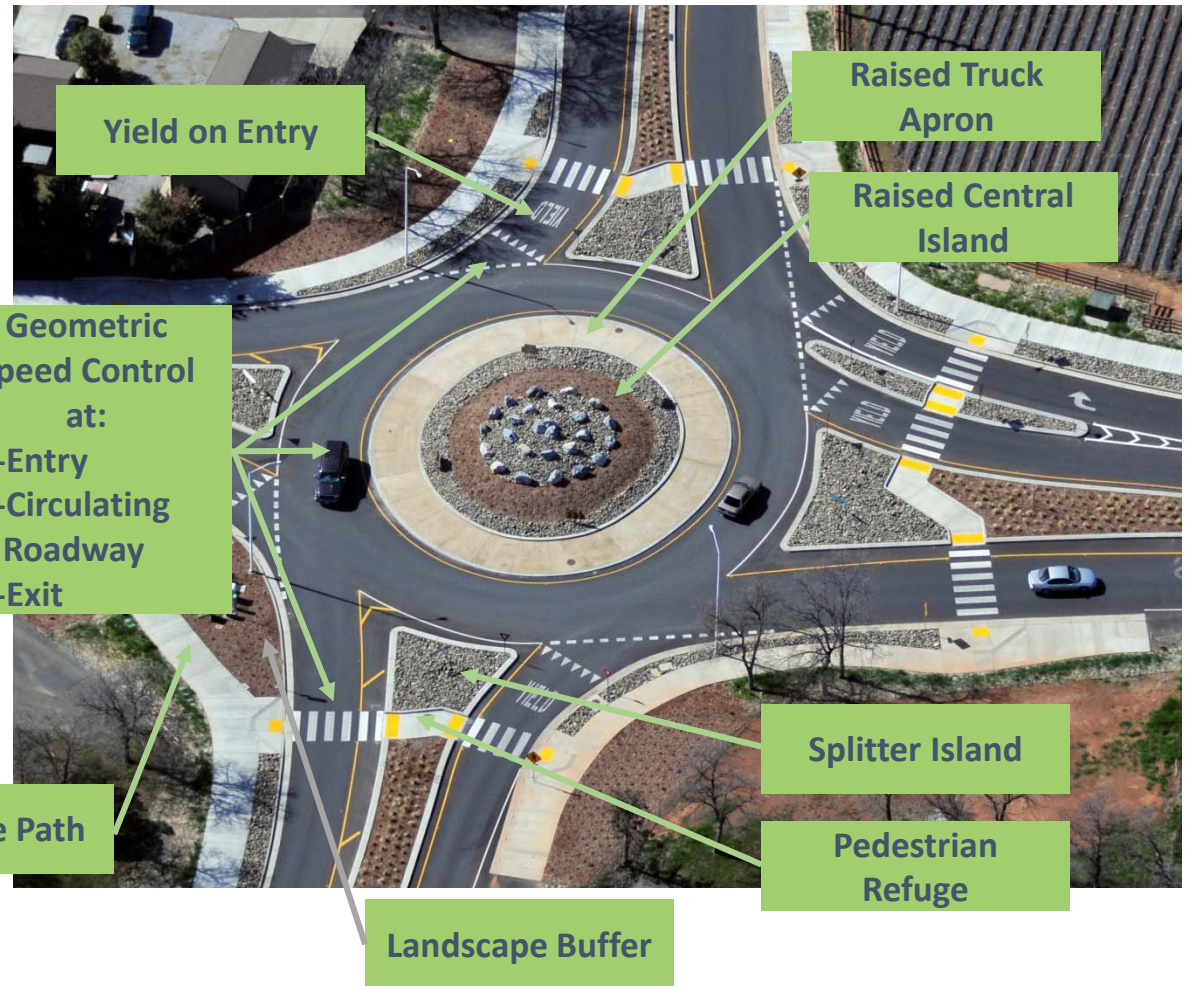 Raised Truck
Apron
Yield on Entry
Raised Central
Island
Geometric
peed Control
at:
-Entry
-Circulating
Roadway
-Exit
YIELD
YIELD
YIELD
YIELD
Splitter Island
e Path
Pedestrian
Refuge
Landscape Buffer